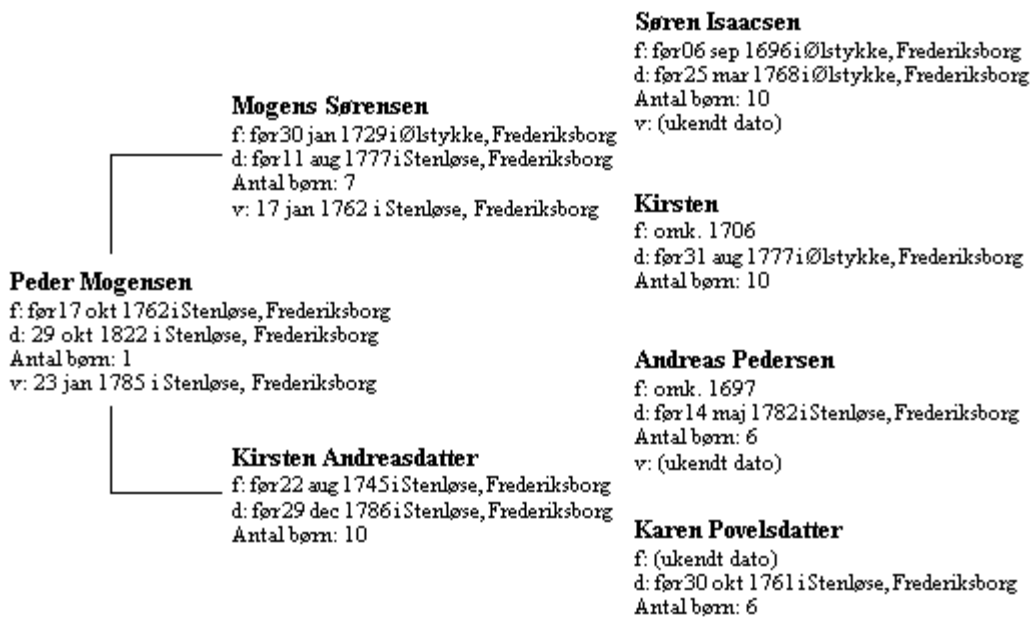 Søren Isaacsen
f: før 06 sep 1696 i Ølstykke, Frederiksborg
d: før 25 mar 1768 i Ølstykke, Frederiksborg
Antal børn: 10
v: (ukendt dato)
Mogens Sørensen
f: før 30 jan 1729 i Ølstykke, Frederiksborg
d: før 11 aug 1777 i Stenløse, Frederiksborg
Antal børn: 7
v: 17 jan 1762 i Stenløse, Frederiksborg
Kirsten
f: omk. 1706
d: før 31 aug 1777 i Ølstykke, Frederiksborg
Antal børn: 10
Peder Mogensen
f: før 17 okt 1762 i Stenløse, Frederiksborg
d: 29 okt 1822 i Stenløse, Frederiksborg
Antal børn: 1
v: 23 jan 1785 i Stenløse, Frederiksborg
Andreas Pedersen
f: omk. 1697
d: før 14 maj 1782 i Stenløse, Frederiksborg
Antal børn: 6
v: (ukendt dato)
Kirsten Andreasdatter
f: før 22 aug 1745 i Stenløse, Frederiksborg
d: før 29 dec 1786 i Stenløse, Frederiksborg
Antal børn: 10
Karen Povelsdatter
f: (ukendt dato)
d: før 30 okt 1761 i Stenløse, Frederiksborg
Antal børn: 6